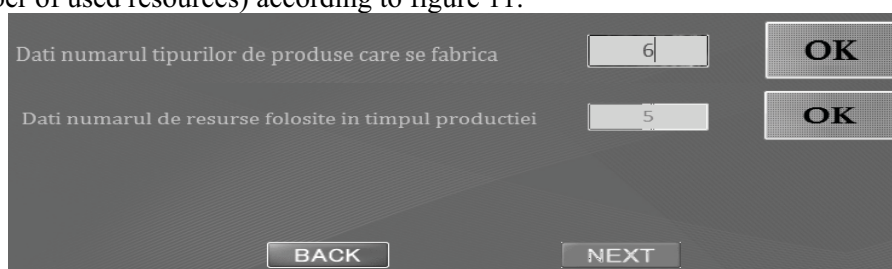 per of used resources) according to figure 11.
Dati numarul tipurilor de produse care se fabrica 6 OK
Dati numarul de resurse folosite in timpul productiei 5 OK
BACK NEXT